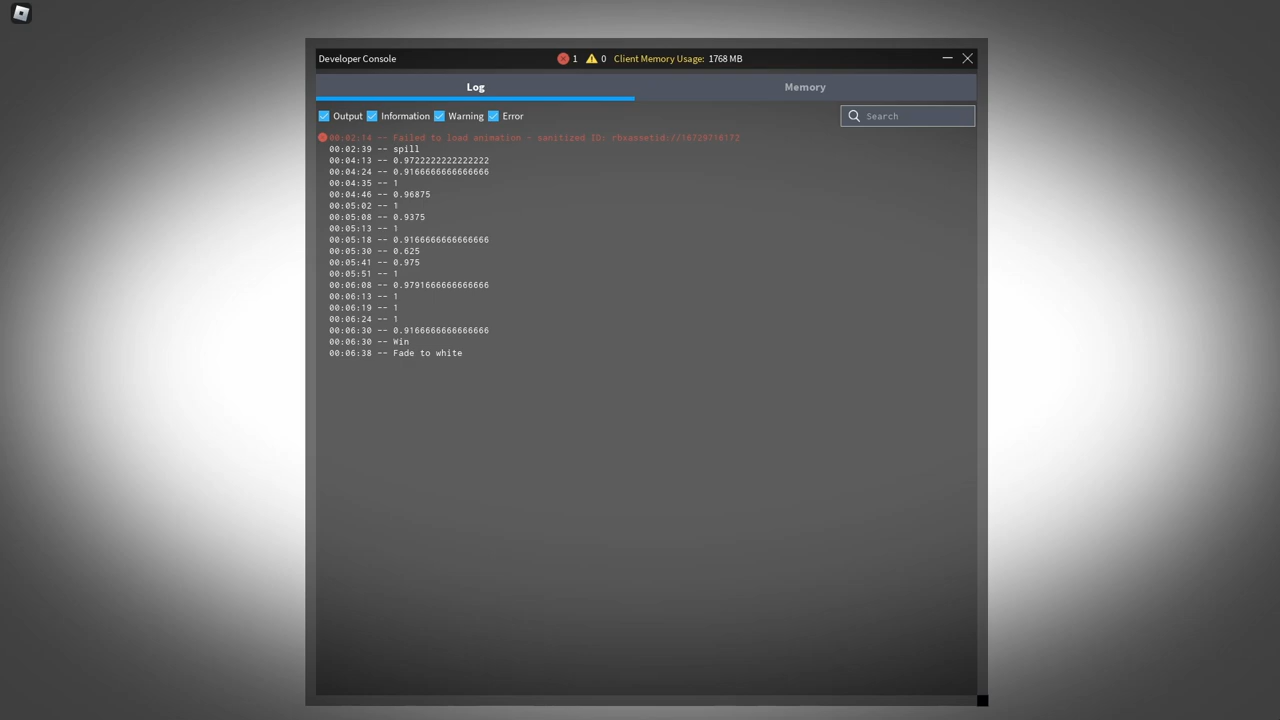 Developer Console
1 0 Client Memory Usage: 1768 MB
Log Memory
Output Information Warning Error Search
00:02:14 -- Failed to load animation - sanitized ID: rbxassetid://16729718172
00:02:39 -- spill
00:04:13 -- 0.9722222222222222
00:04:24 -- 0.9166666666666666
00:04:35 -- 1
00:04:46 -- 0.96875
00:05:02 -- 1
00:05:08 -- 0.9375
00:05:13 -- 1
00:05:18 -- 0.9166666666666666
00:05:30 -- 0.625
00:05:41 -- 0.975
00:05:51 -- 1
00:06:08 -- 0.9791666666666666
00:06:13 -- 1
00:06:19 -- 1
00:06:24 -- 1
00:06:30 -- 0.9166666666666666
00:06:30 -- Win
00:06:38 -- Fade to white